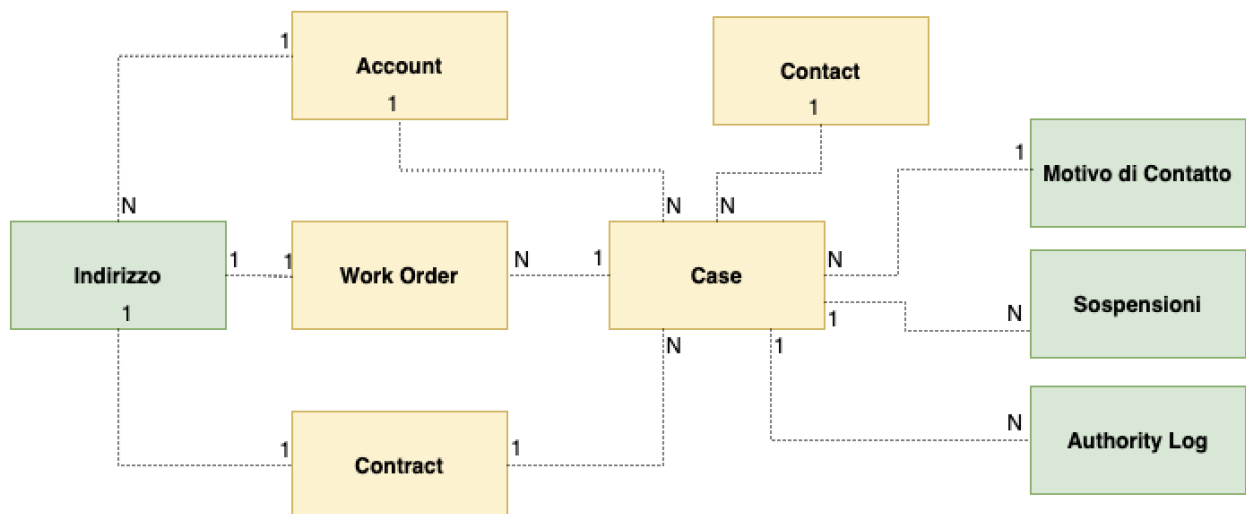 1
Account
1
Contact
1
1
Motivo di Contatto
N
N
N
Indirizzo
1
1
1
Work Order
N
1
Case
N
1
N
Sospensioni
N
1
N
Authority Log
1
Contract
1